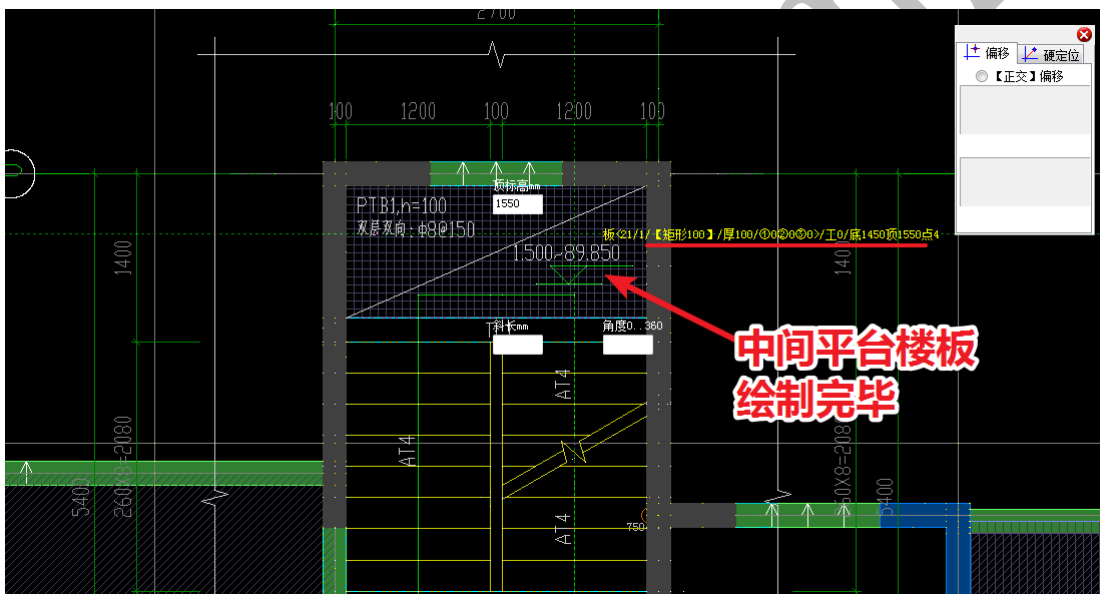 2700
偏移
硬定位
【正交】偏移
100
1200
100
1200
100
顶标高mm
1550
PTB1,h=100
双层双向:ф8@150
板<21/1/【矩形100】/厚100/①0②0③0>/工0/底1450顶1550点4
1.500~89.850
1400
1400
斜长mm
角度0..360
中间平台楼板
绘制完毕
AT4
AT4
AT4
260X8=2080
5400
260X8=2080
5400
750